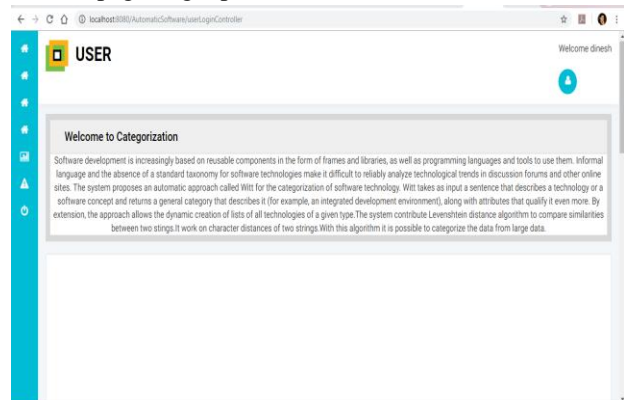 localhost:8080/AutomaticSoftware/userLoginController
USER
Welcome dinesh
Welcome to Categorization
Software development is increasingly based on reusable components in the form of frames and libraries, as well as programming languages and tools to use them. Informal
language and the absence of a standard taxonomy for software technologies make it difficult to reliably analyze technological trends in discussion forums and other online
sites. The system proposes an automatic approach called Witt for the categorization of software technology. Witt takes as input a sentence that describes a technology or a
software concept and returns a general category that describes it (for example, an integrated development environment), along with attributes that qualify it even more. By
extension, the approach allows the dynamic creation of lists of all technologies of a given type.The system contribute Levenshtein distance algorithm to compare similarities
between two stings.It work on character distances of two strings.With this algorithm it is possible to categorize the data from large data.